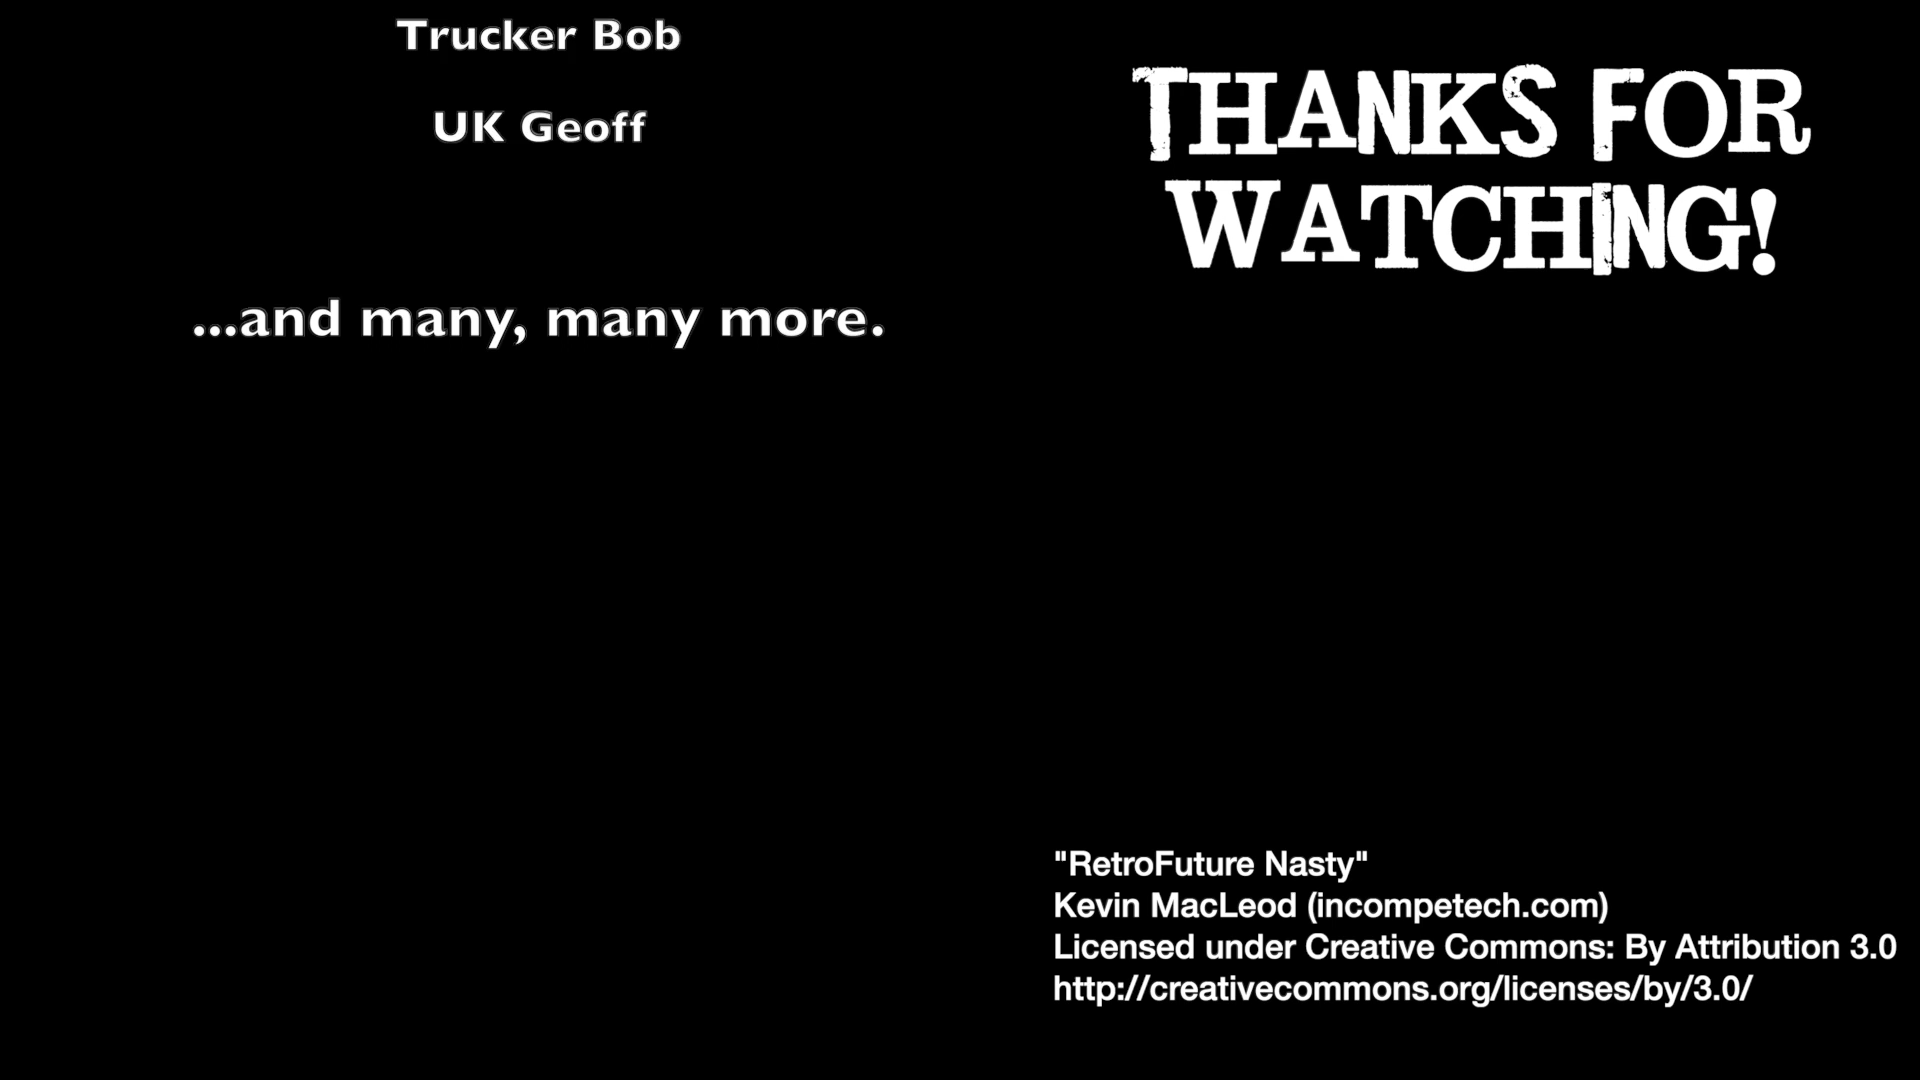 Trucker Bob
UK Geoff
...and many, many more.
THANKS FOR
WATCHING!
"RetroFuture Nasty"
Kevin MacLeod (incompetech.com)
Licensed under Creative Commons: By Attribution 3.0
http://creativecommons.org/licenses/by/3.0/